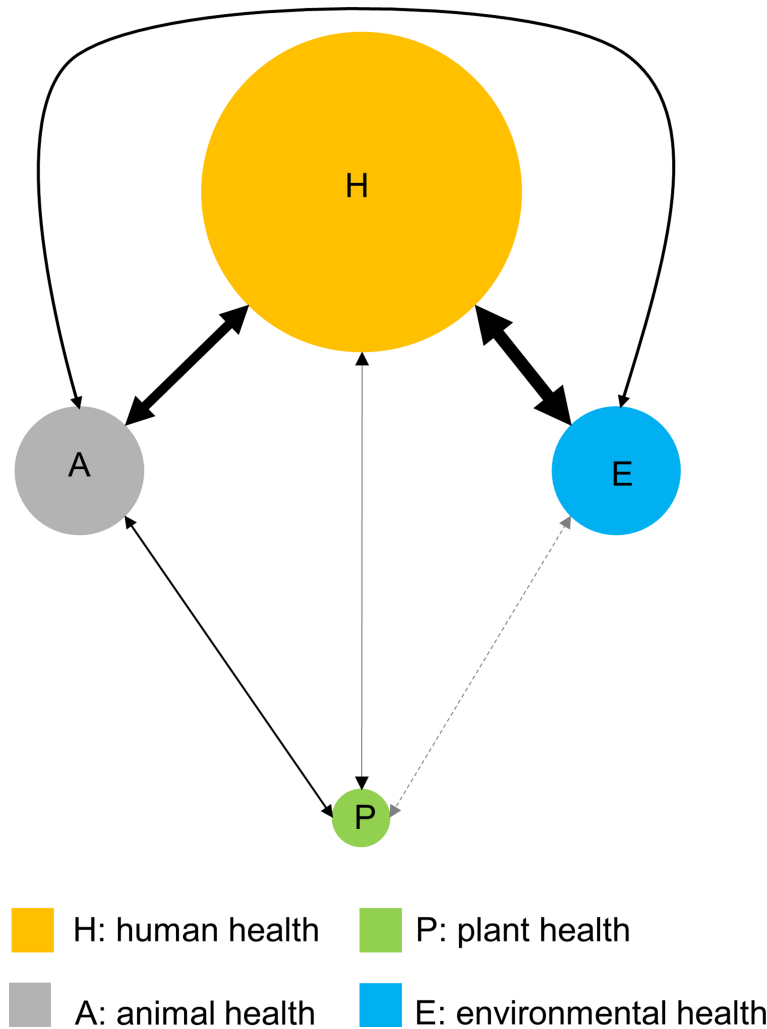 H
A
E
P
H: human health
P: plant health
A: animal health
E: environmental health